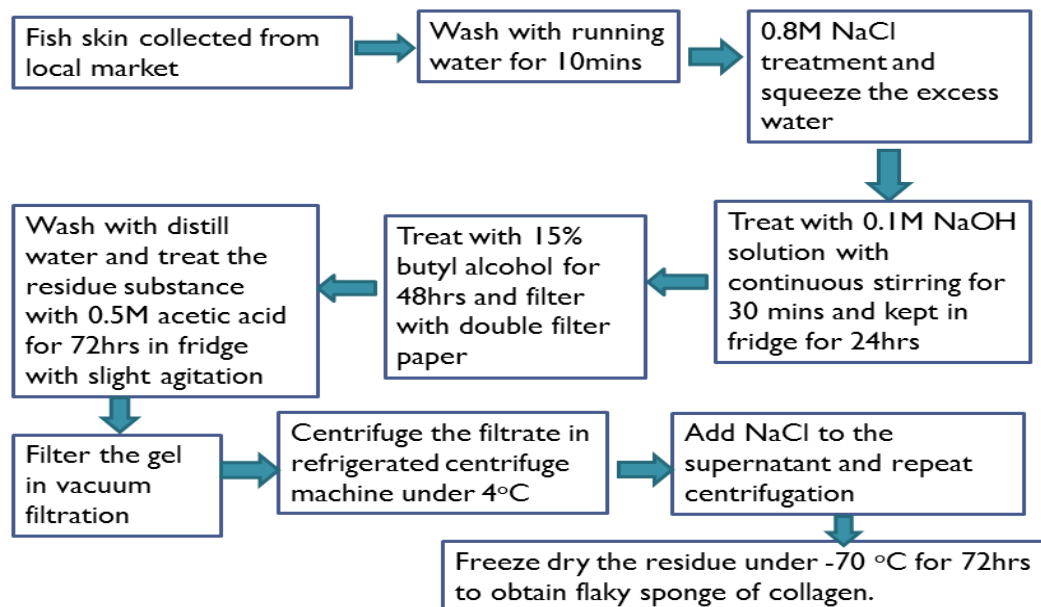 Fish skin collected from
local market
Wash with running
water for 10mins
0.8M NaCl
treatment and
squeeze the excess
water
Treat with 0.1M NaOH
solution with
continuous stirring for
30 mins and kept in
fridge for 24hrs
Treat with 15%
butyl alcohol for
48hrs and filter
with double filter
paper
Wash with distill
water and treat the
residue substance
with 0.5M acetic acid
for 72hrs in fridge
with slight agitation
Filter the gel
in vacuum
filtration
Centrifuge the filtrate in
refrigerated centrifuge
machine under 4°C
Add NaCl to the
supernatant and repeat
centrifugation
Freeze dry the residue under -70 °C for 72hrs
to obtain flaky sponge of collagen.